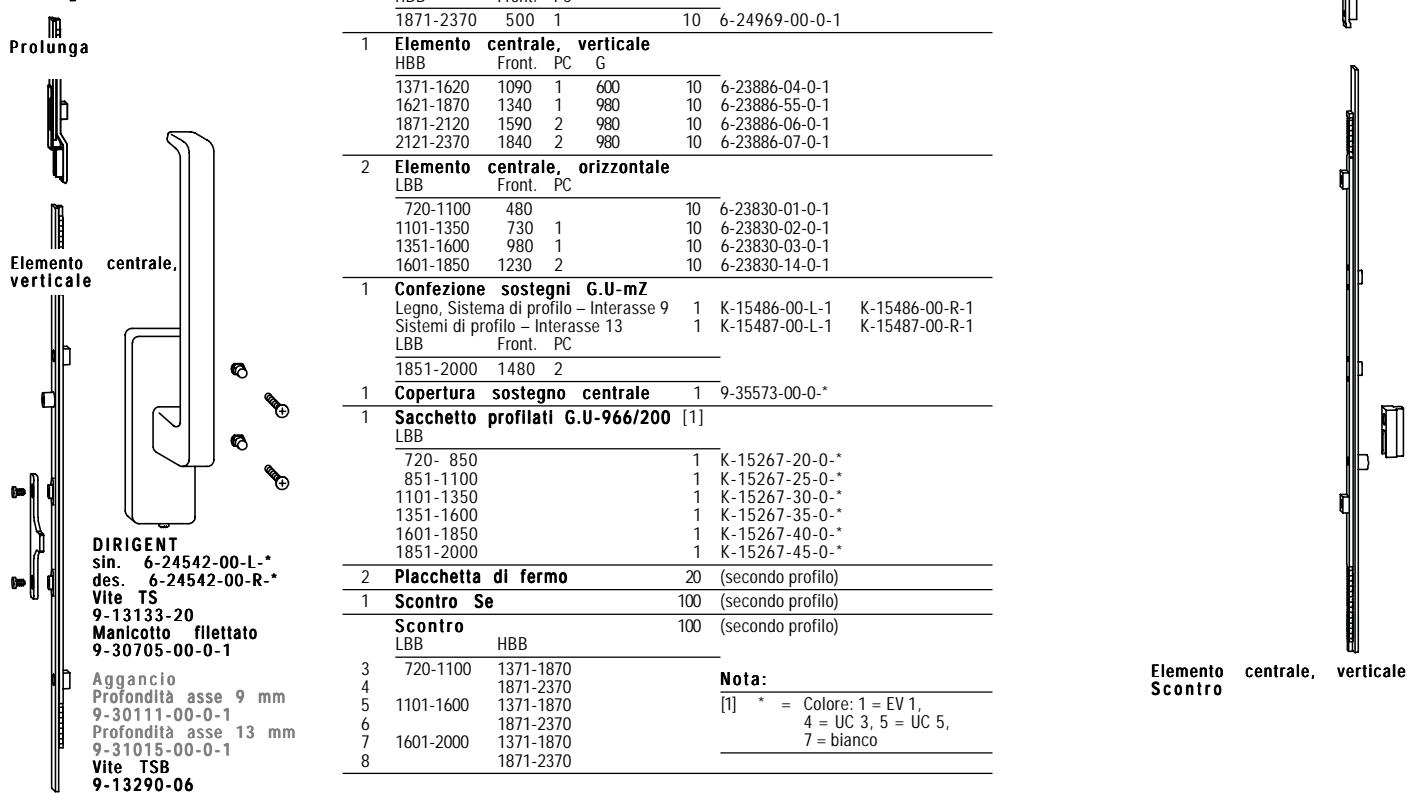 Prolunga
Elemento centrale,
verticale
DIRIGENT
sin. 6-24542-00-L-*
des. 6-24542-00-R-*
Vite TS
9-13133-20
Manicotto filettato
9-30705-00-0-1
Aggancio
Profondità asse 9 mm
9-30111-00-0-1
Profondità asse 13 mm
9-31015-00-0-1
Vite TSB
9-13290-06
HBB Front. PC
1871-2370 500 1 10 6-24969-00-0-1
1 Elemento centrale, verticale
HBB Front. PC G
1371-1620 1090 1 600 10 6-23886-04-0-1
1621-1870 1340 1 980 10 6-23886-55-0-1
1871-2120 1590 2 980 10 6-23886-06-0-1
2121-2370 1840 2 980 10 6-23886-07-0-1
2 Elemento centrale, orizzontale
LBB Front. PC
720-1100 480 10 6-23830-01-0-1
1101-1350 730 1 10 6-23830-02-0-1
1351-1600 980 1 10 6-23830-03-0-1
1601-1850 1230 2 10 6-23830-14-0-1
1 Confezione sostegni G.U-mZ
Legno, Sistema di profilo – Interasse 9 1 K-15486-00-L-1 K-15486-00-R-1
Sistemi di profilo – Interasse 13 1 K-15487-00-L-1 K-15487-00-R-1
LBB Front. PC
1851-2000 1480 2
1 Copertura sostegno centrale 1 9-35573-00-0-*
1 Sacchetto profilati G.U-966/200 [1]
LBB
720- 850 1 K-15267-20-0-*
851-1100 1 K-15267-25-0-*
1101-1350 1 K-15267-30-0-*
1351-1600 1 K-15267-35-0-*
1601-1850 1 K-15267-40-0-*
1851-2000 1 K-15267-45-0-*
2 Placchetta di fermo 20 (secondo profilo)
1 Scontro Se 100 (secondo profilo)
Scontro 100 (secondo profilo)
LBB HBB
3 720-1100 1371-1870
4 1871-2370
5 1101-1600 1371-1870
6 1871-2370
7 1601-2000 1371-1870
8 1871-2370
Nota:
[1] * = Colore: 1 = EV 1,
4 = UC 3, 5 = UC 5,
7 = bianco
Elemento centrale, verticale
Scontro